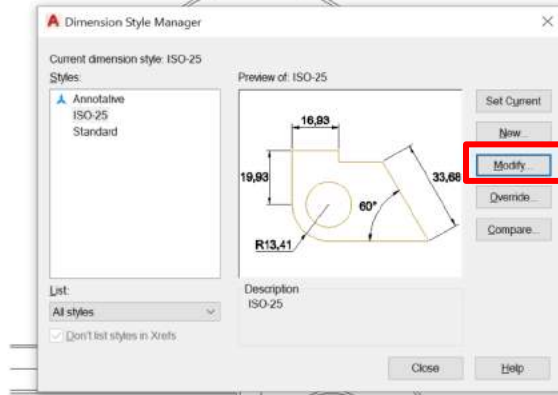 Dimension Style Manager
Current dimension style: ISO-25
Styles:
Annotative
ISO-25
Standard
List:
All styles
Don't list styles in Xrefs
Preview of: ISO-25
16,93
19,93
33,68
60°
R13,41
Description
ISO-25
Set Current
New...
Modify...
Override...
Compare...
Close
Help